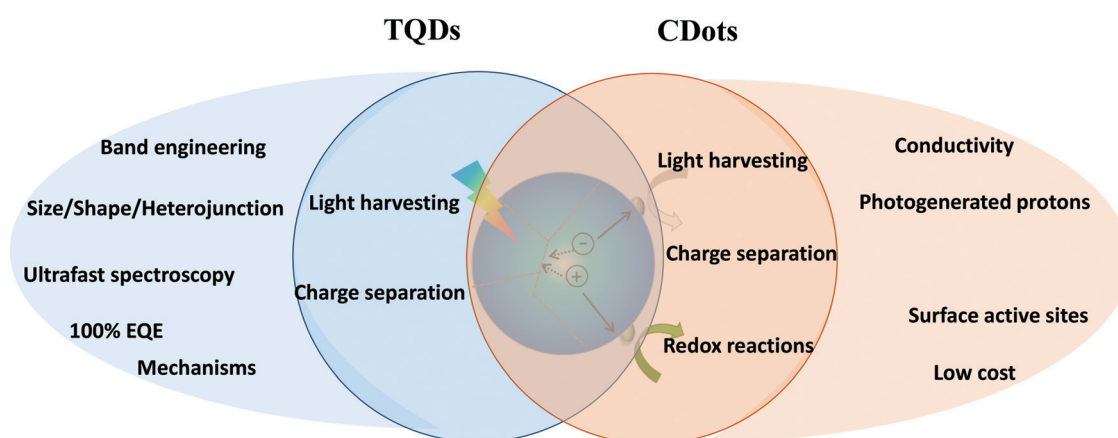 TQDs
CDots
Band engineering
Size/Shape/Heterojunction
Ultrafast spectroscopy
100% EQE
Mechanisms
Light harvesting
Charge separation
−
+
Light harvesting
Charge separation
Redox reactions
Conductivity
Photogenerated protons
Surface active sites
Low cost